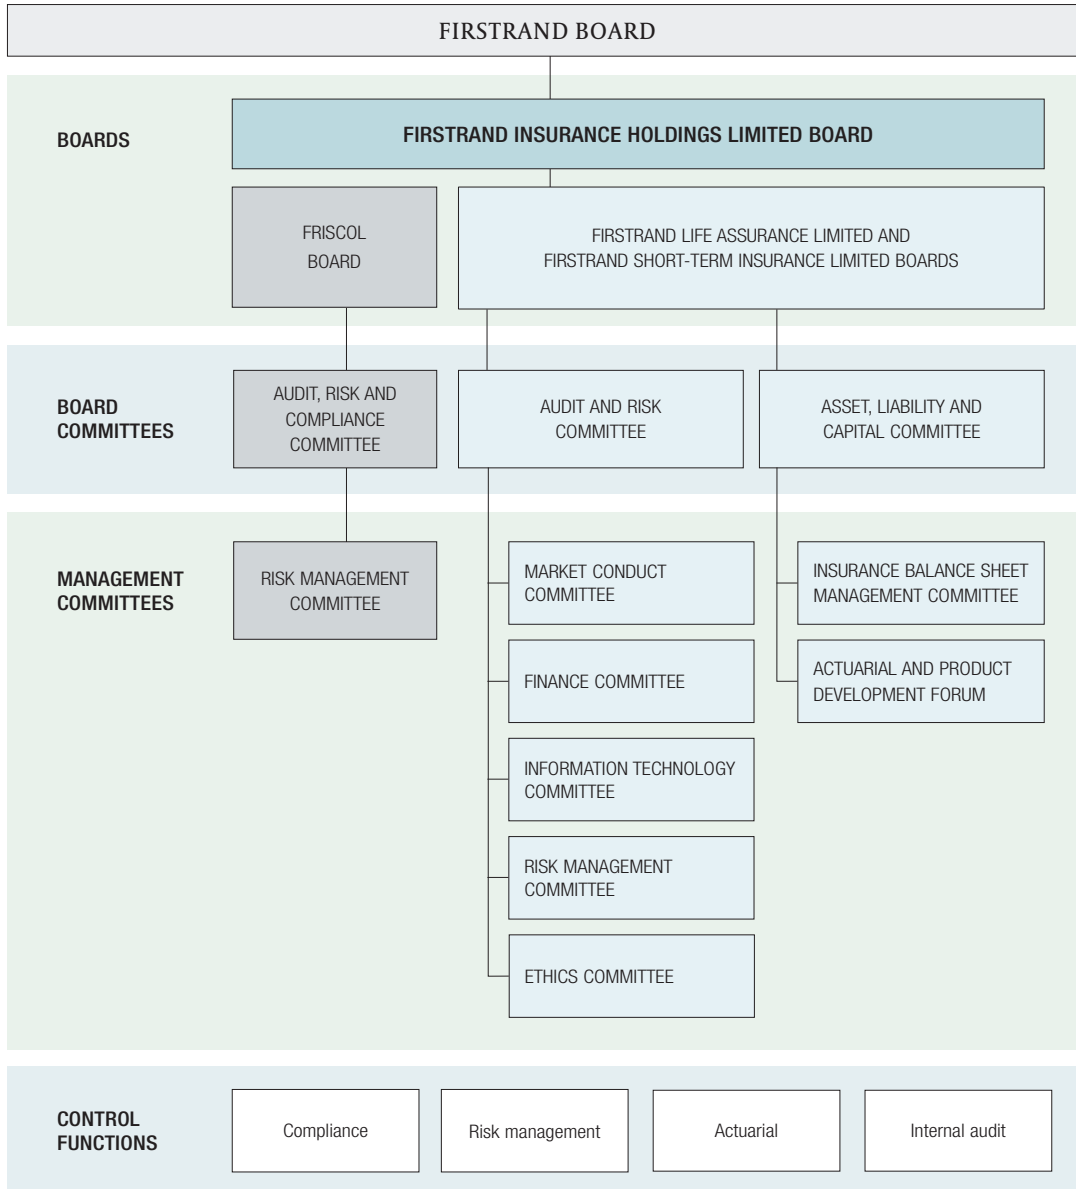 FIRSTRAND BOARD
BOARDS
FIRSTRAND INSURANCE HOLDINGS LIMITED BOARD
FRISCOL
BOARD
FIRSTRAND LIFE ASSURANCE LIMITED AND
FIRSTRAND SHORT-TERM INSURANCE LIMITED BOARDS
BOARD
COMMITTEES
AUDIT, RISK AND
COMPLIANCE
COMMITTEE
AUDIT AND RISK
COMMITTEE
ASSET, LIABILITY AND
CAPITAL COMMITTEE
MANAGEMENT
COMMITTEES
RISK MANAGEMENT
COMMITTEE
MARKET CONDUCT
COMMITTEE
INSURANCE BALANCE SHEET
MANAGEMENT COMMITTEE
FINANCE COMMITTEE
ACTUARIAL AND PRODUCT
DEVELOPMENT FORUM
INFORMATION TECHNOLOGY
COMMITTEE
RISK MANAGEMENT
COMMITTEE
ETHICS COMMITTEE
CONTROL
FUNCTIONS
Compliance
Risk management
Actuarial
Internal audit